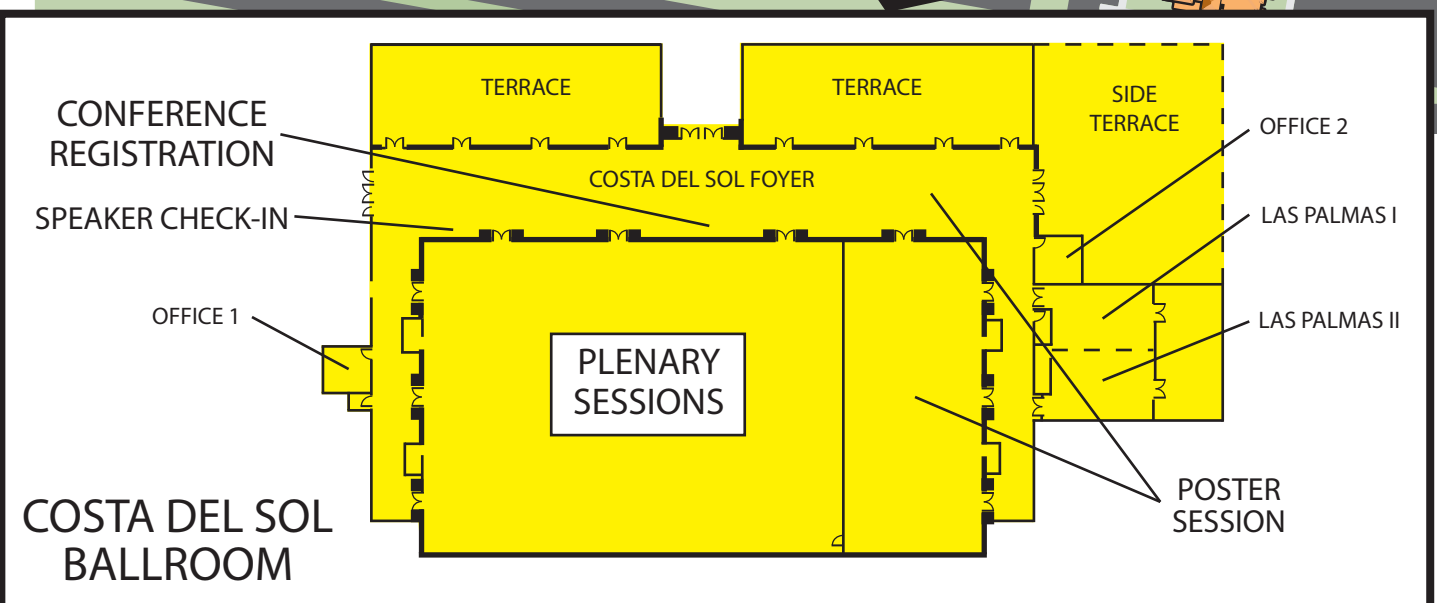 TERRACE
TERRACE
SIDE
TERRACE
CONFERENCE
REGISTRATION
OFFICE 2
COSTA DEL SOL FOYER
SPEAKER CHECK-IN
LAS PALMAS I
OFFICE 1
LAS PALMAS II
PLENARY
SESSIONS
POSTER
SESSION
COSTA DEL SOL
BALLROOM